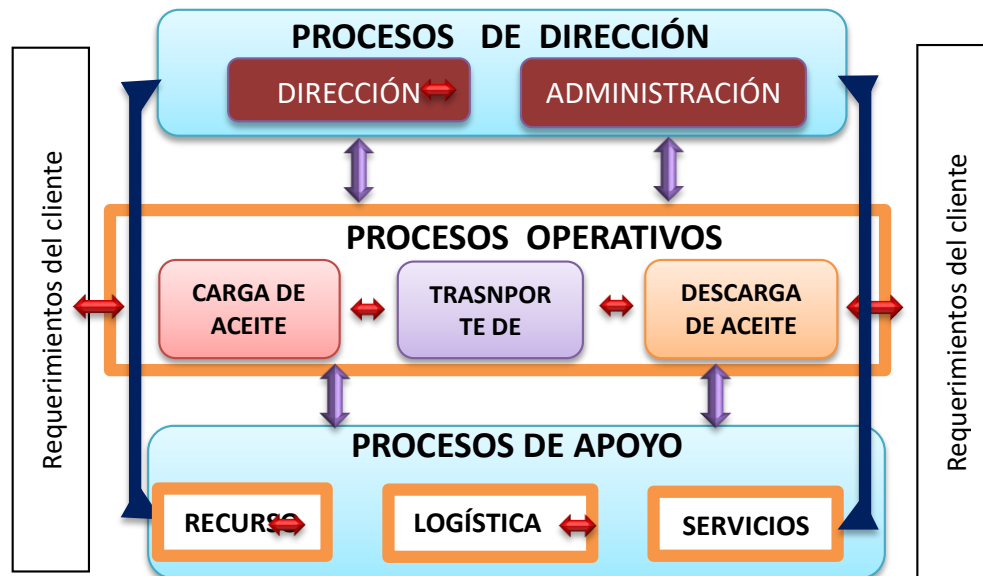 PROCESOS DE DIRECCIÓN
DIRECCIÓN
ADMINISTRACIÓN
Requerimientos del cliente
PROCESOS OPERATIVOS
CARGA DE
ACEITE
TRASNPOR
TE DE
DESCARGA
DE ACEITE
Requerimientos del cliente
PROCESOS DE APOYO
RECURSO
LOGÍSTICA
SERVICIOS